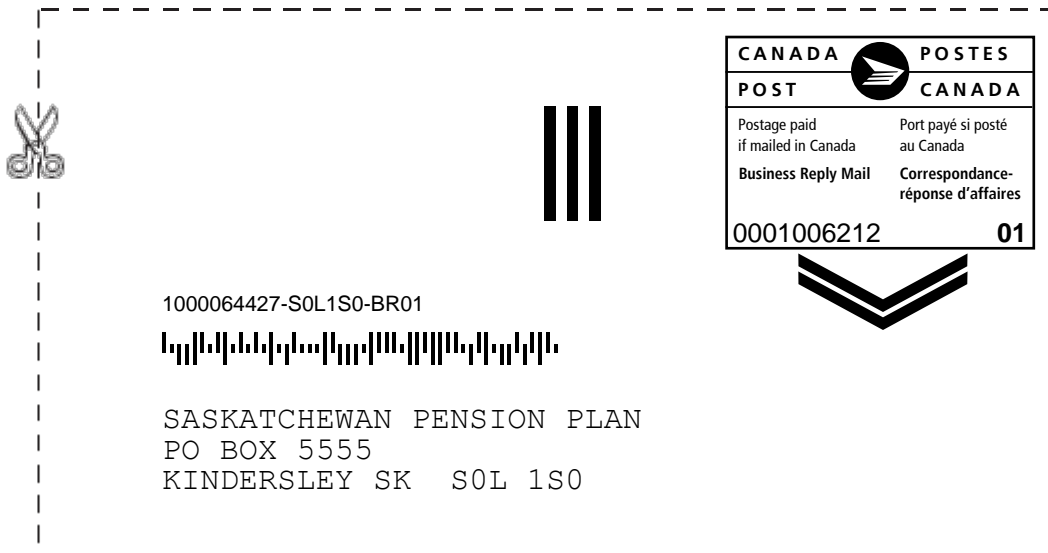 CANADA POSTES
POST CANADA
Postage paid
if mailed in Canada
Port payé si posté
au Canada
Business Reply Mail
Correspondance-
réponse d’affaires
0001006212 01
1000064427-S0L1S0-BR01
SASKATCHEWAN PENSION PLAN
PO BOX 5555
KINDERSLEY SK S0L 1S0